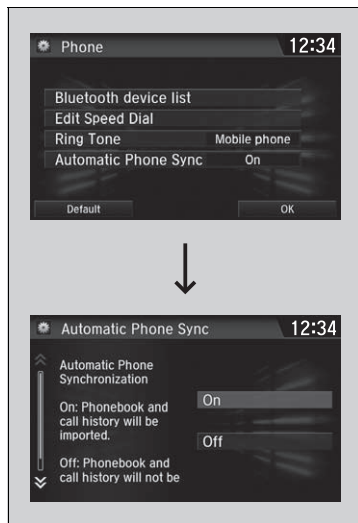 Phone 12:34
Bluetooth device list
Edit Speed Dial
Ring Tone Mobile phone
Automatic Phone Sync On
Default OK
Automatic Phone Sync 12:34
Automatic Phone
Synchronization
On: Phonebook and
call history will be
imported.
Off: Phonebook and
call history will not be
On
Off